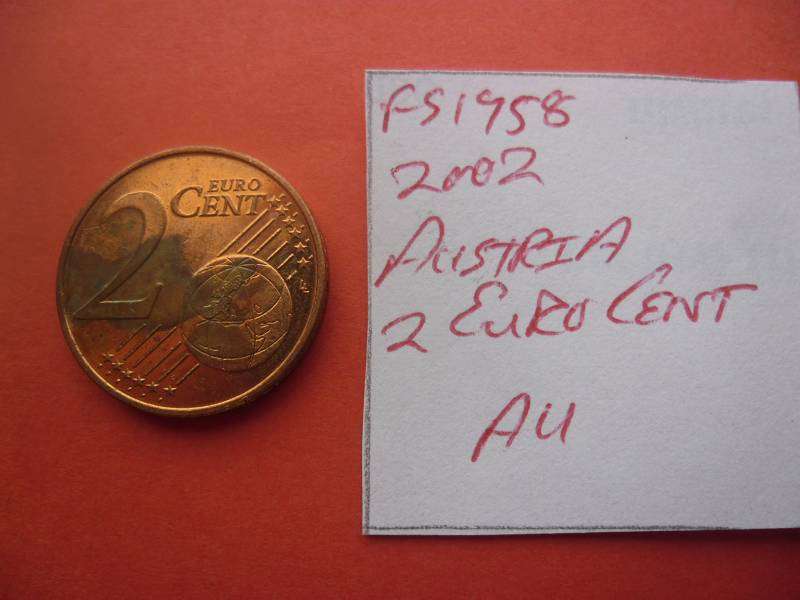 2 EURO
CENT
FS1958
2002
AUSTRIA
2 EURO CENT
AU